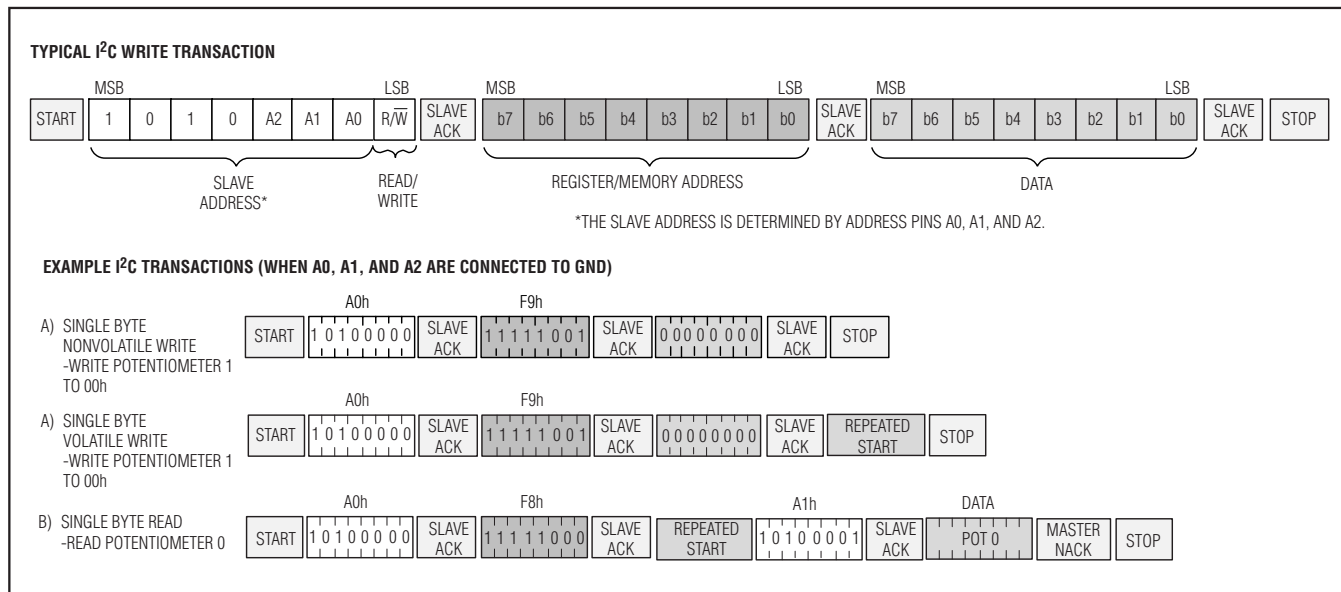 TYPICAL I²C WRITE TRANSACTION
MSB LSB MSB LSB MSB LSB
START 1 0 1 0 A2 A1 A0 R/W̅ SLAVE ACK b7 b6 b5 b4 b3 b2 b1 b0 SLAVE ACK b7 b6 b5 b4 b3 b2 b1 b0 SLAVE ACK STOP
SLAVE ADDRESS* READ/WRITE REGISTER/MEMORY ADDRESS DATA
*THE SLAVE ADDRESS IS DETERMINED BY ADDRESS PINS A0, A1, AND A2.
EXAMPLE I²C TRANSACTIONS (WHEN A0, A1, AND A2 ARE CONNECTED TO GND)
A0h F9h
A) SINGLE BYTE
NONVOLATILE WRITE
-WRITE POTENTIOMETER 1
TO 00h
START 1 0 1 0 0 0 0 0 SLAVE ACK 1 1 1 1 1 0 0 1 SLAVE ACK 0 0 0 0 0 0 0 0 SLAVE ACK STOP
A0h F9h
A) SINGLE BYTE
VOLATILE WRITE
-WRITE POTENTIOMETER 1
TO 00h
START 1 0 1 0 0 0 0 0 SLAVE ACK 1 1 1 1 1 0 0 1 SLAVE ACK 0 0 0 0 0 0 0 0 SLAVE ACK REPEATED START STOP
A0h F8h A1h DATA
B) SINGLE BYTE READ
-READ POTENTIOMETER 0
START 1 0 1 0 0 0 0 0 SLAVE ACK 1 1 1 1 1 0 0 0 SLAVE ACK REPEATED START 1 0 1 0 0 0 0 1 SLAVE ACK POT 0 MASTER NACK STOP